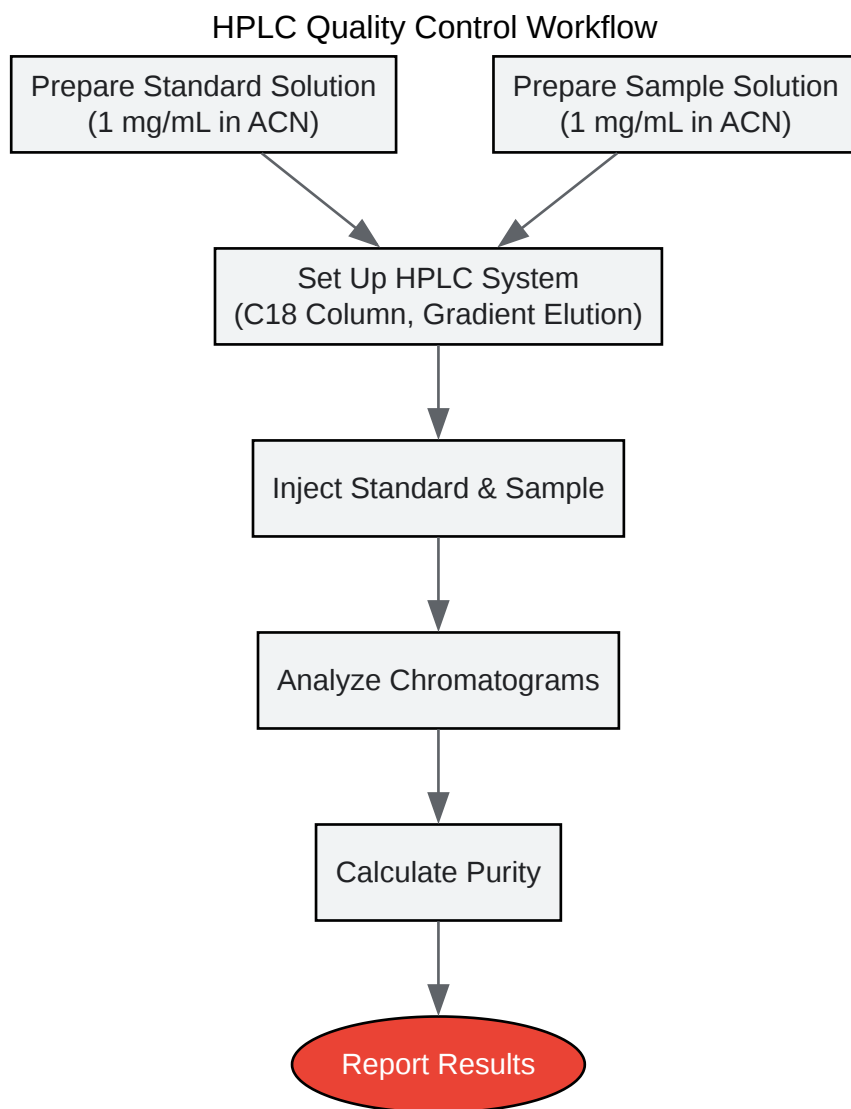 HPLC Quality Control Workflow
Prepare Standard Solution
(1 mg/mL in ACN)
Prepare Sample Solution
(1 mg/mL in ACN)
Set Up HPLC System
(C18 Column, Gradient Elution)
Inject Standard & Sample
Analyze Chromatograms
Calculate Purity
Report Results